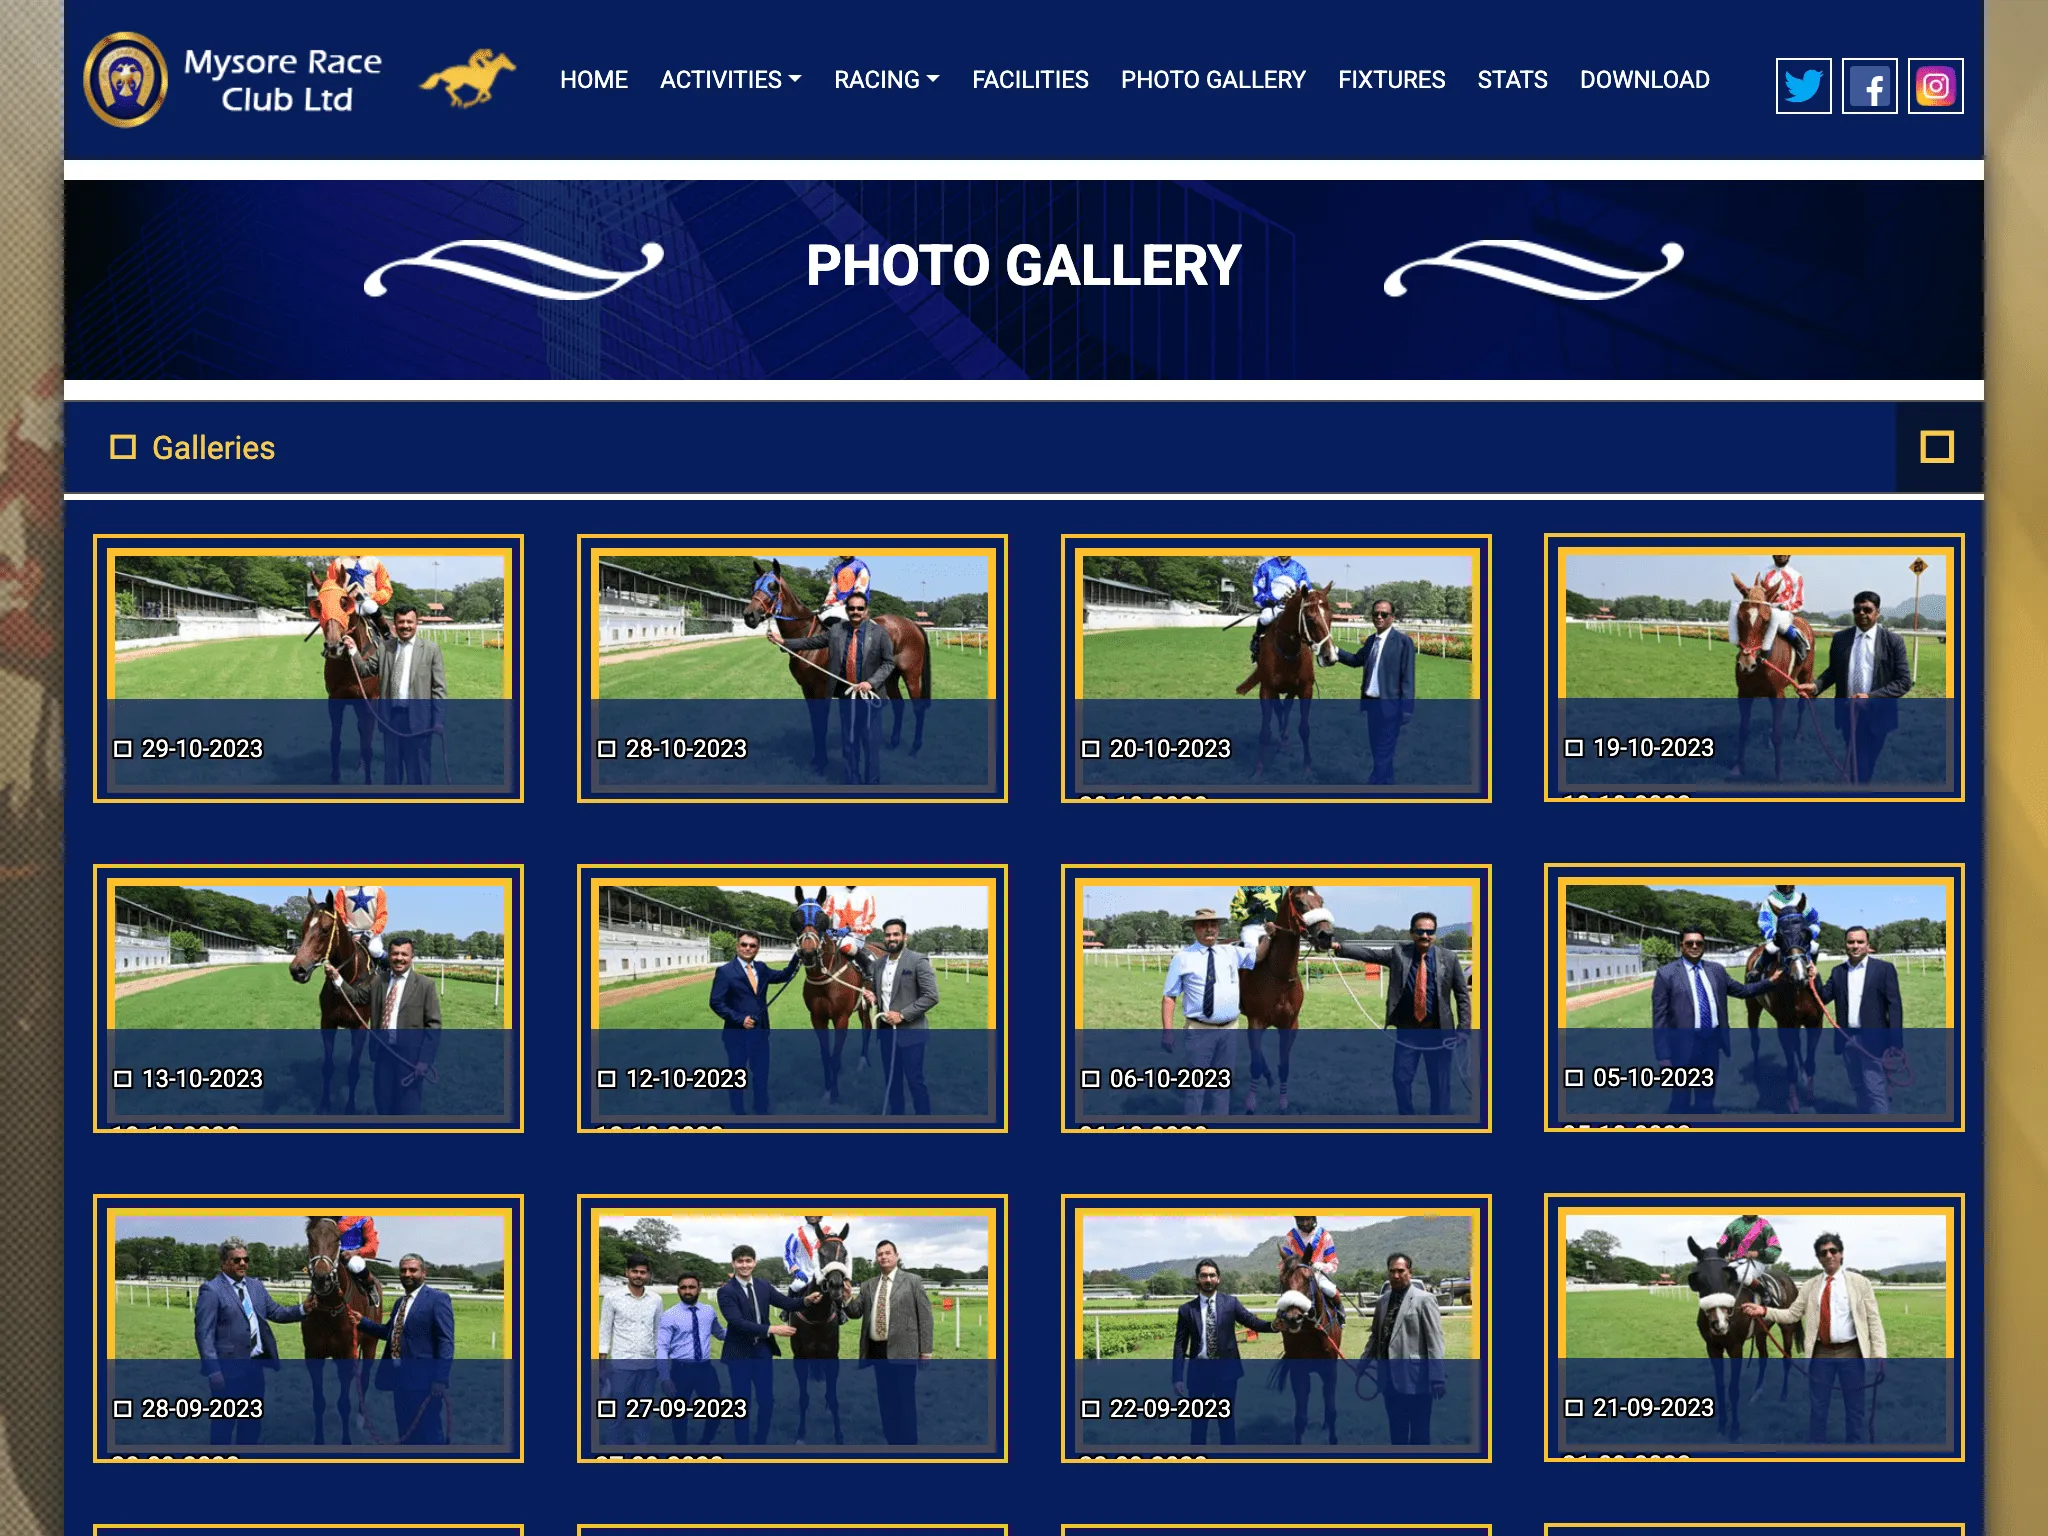 Mysore Race
Club Ltd
HOME ACTIVITIES RACING FACILITIES PHOTO GALLERY FIXTURES STATS DOWNLOAD
PHOTO GALLERY
Galleries
29-10-2023
28-10-2023
20-10-2023
19-10-2023
13-10-2023
12-10-2023
06-10-2023
05-10-2023
28-09-2023
27-09-2023
22-09-2023
21-09-2023